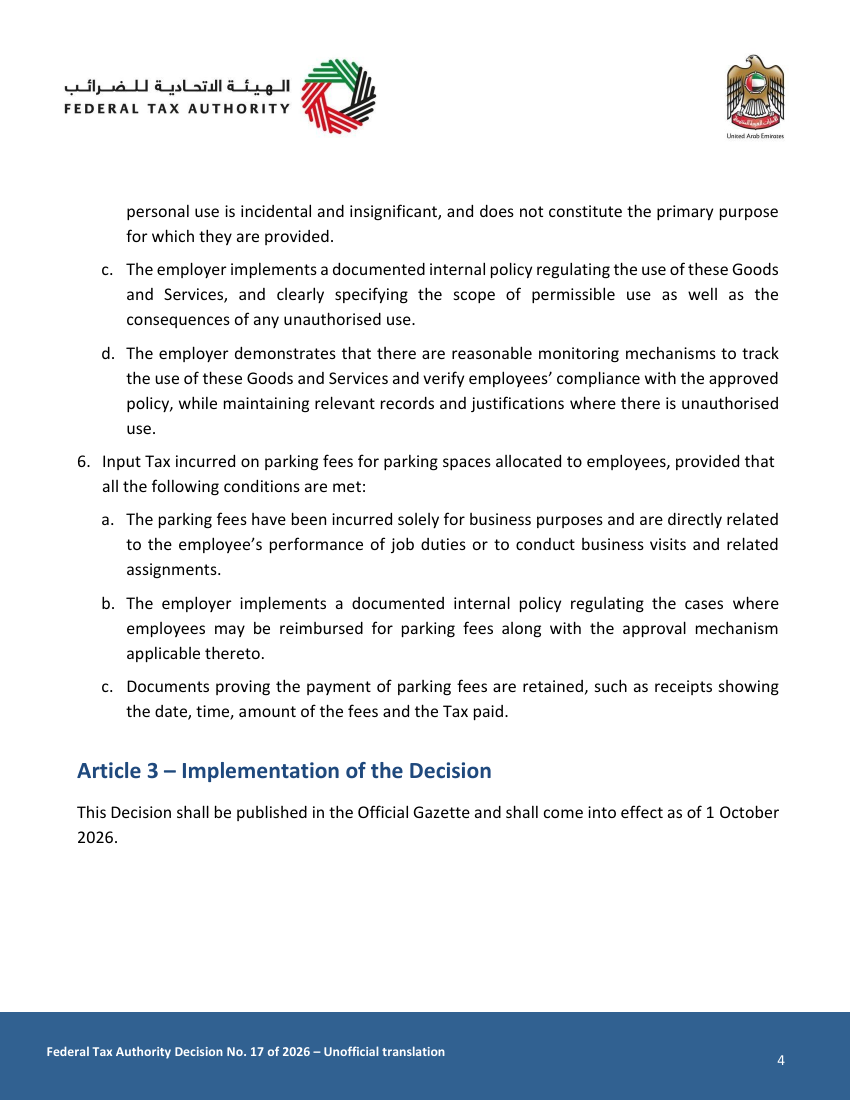 الهيئة الاتحادية للضرائب
FEDERAL TAX AUTHORITY
United Arab Emirates
personal use is incidental and insignificant, and does not constitute the primary purpose
for which they are provided.
c. The employer implements a documented internal policy regulating the use of these Goods
and Services, and clearly specifying the scope of permissible use as well as the
consequences of any unauthorised use.
d. The employer demonstrates that there are reasonable monitoring mechanisms to track
the use of these Goods and Services and verify employees’ compliance with the approved
policy, while maintaining relevant records and justifications where there is unauthorised
use.
6. Input Tax incurred on parking fees for parking spaces allocated to employees, provided that
all the following conditions are met:
a. The parking fees have been incurred solely for business purposes and are directly related
to the employee’s performance of job duties or to conduct business visits and related
assignments.
b. The employer implements a documented internal policy regulating the cases where
employees may be reimbursed for parking fees along with the approval mechanism
applicable thereto.
c. Documents proving the payment of parking fees are retained, such as receipts showing
the date, time, amount of the fees and the Tax paid.
Article 3 – Implementation of the Decision
This Decision shall be published in the Official Gazette and shall come into effect as of 1 October
2026.
Federal Tax Authority Decision No. 17 of 2026 – Unofficial translation
4